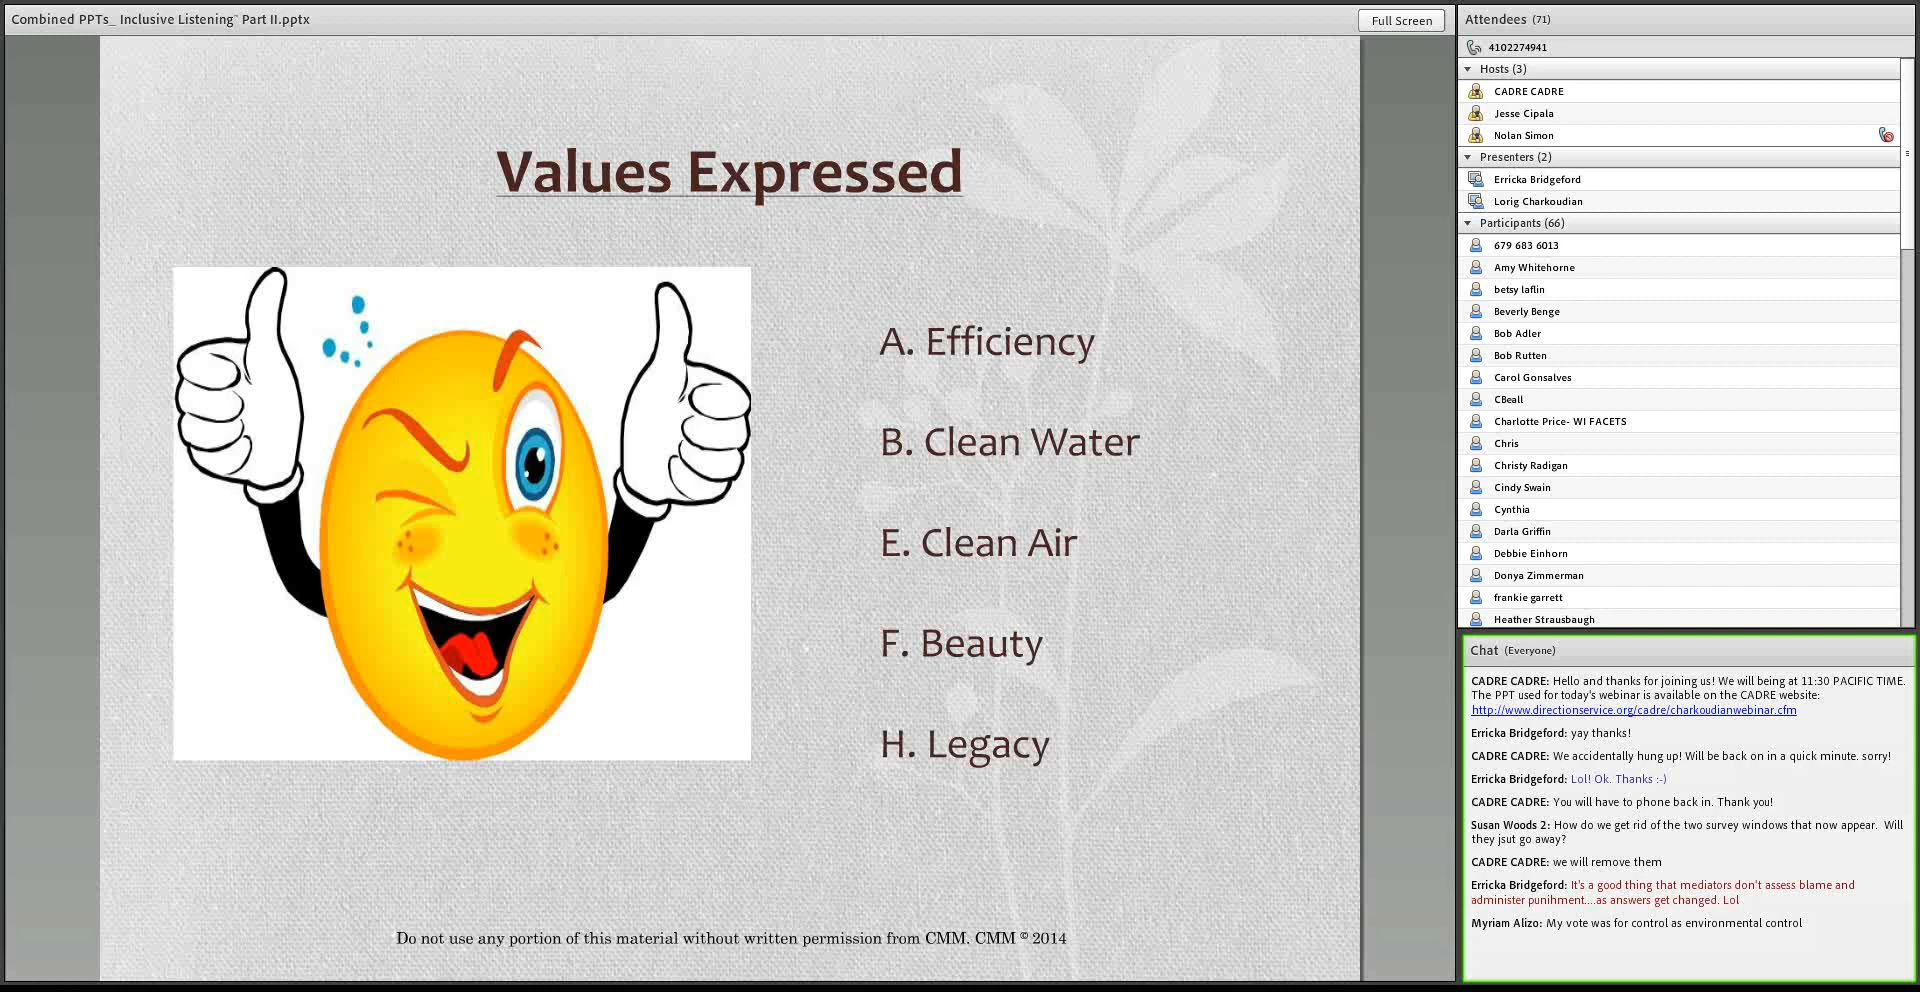 Combined PPTs_ Inclusive Listening™ Part II.pptx
Full Screen
Values Expressed
A. Efficiency
B. Clean Water
E. Clean Air
F. Beauty
H. Legacy
Do not use any portion of this material without written permission from CMM. CMM © 2014
Attendees (71)
4102274941
Hosts (3)
CADRE CADRE
Jesse Cipala
Nolan Simon
Presenters (2)
Erricka Bridgeford
Lorig Charkoudian
Participants (66)
679 683 6013
Amy Whitehorne
betsy laflin
Beverly Benge
Bob Adler
Bob Rutten
Carol Gonsalves
CBeall
Charlotte Price- WI FACETS
Chris
Christy Radigan
Cindy Swain
Cynthia
Darla Griffin
Debbie Einhorn
Donya Zimmerman
frankie garrett
Heather Strausbaugh
Chat (Everyone)
CADRE CADRE: Hello and thanks for joining us! We will being at 11:30 PACIFIC TIME.
The PPT used for today's webinar is available on the CADRE website:
http://www.directionservice.org/cadre/charkoudianwebinar.cfm
Erricka Bridgeford: yay thanks!
CADRE CADRE: We accidentally hung up! Will be back on in a quick minute. sorry!
Erricka Bridgeford: Lol! Ok. Thanks :-)
CADRE CADRE: You will have to phone back in. Thank you!
Susan Woods 2: How do we get rid of the two survey windows that now appear. Will
they jsut go away?
CADRE CADRE: we will remove them
Erricka Bridgeford: It's a good thing that mediators don't assess blame and
administer punihment....as answers get changed. Lol
Myriam Alizo: My vote was for control as environmental control